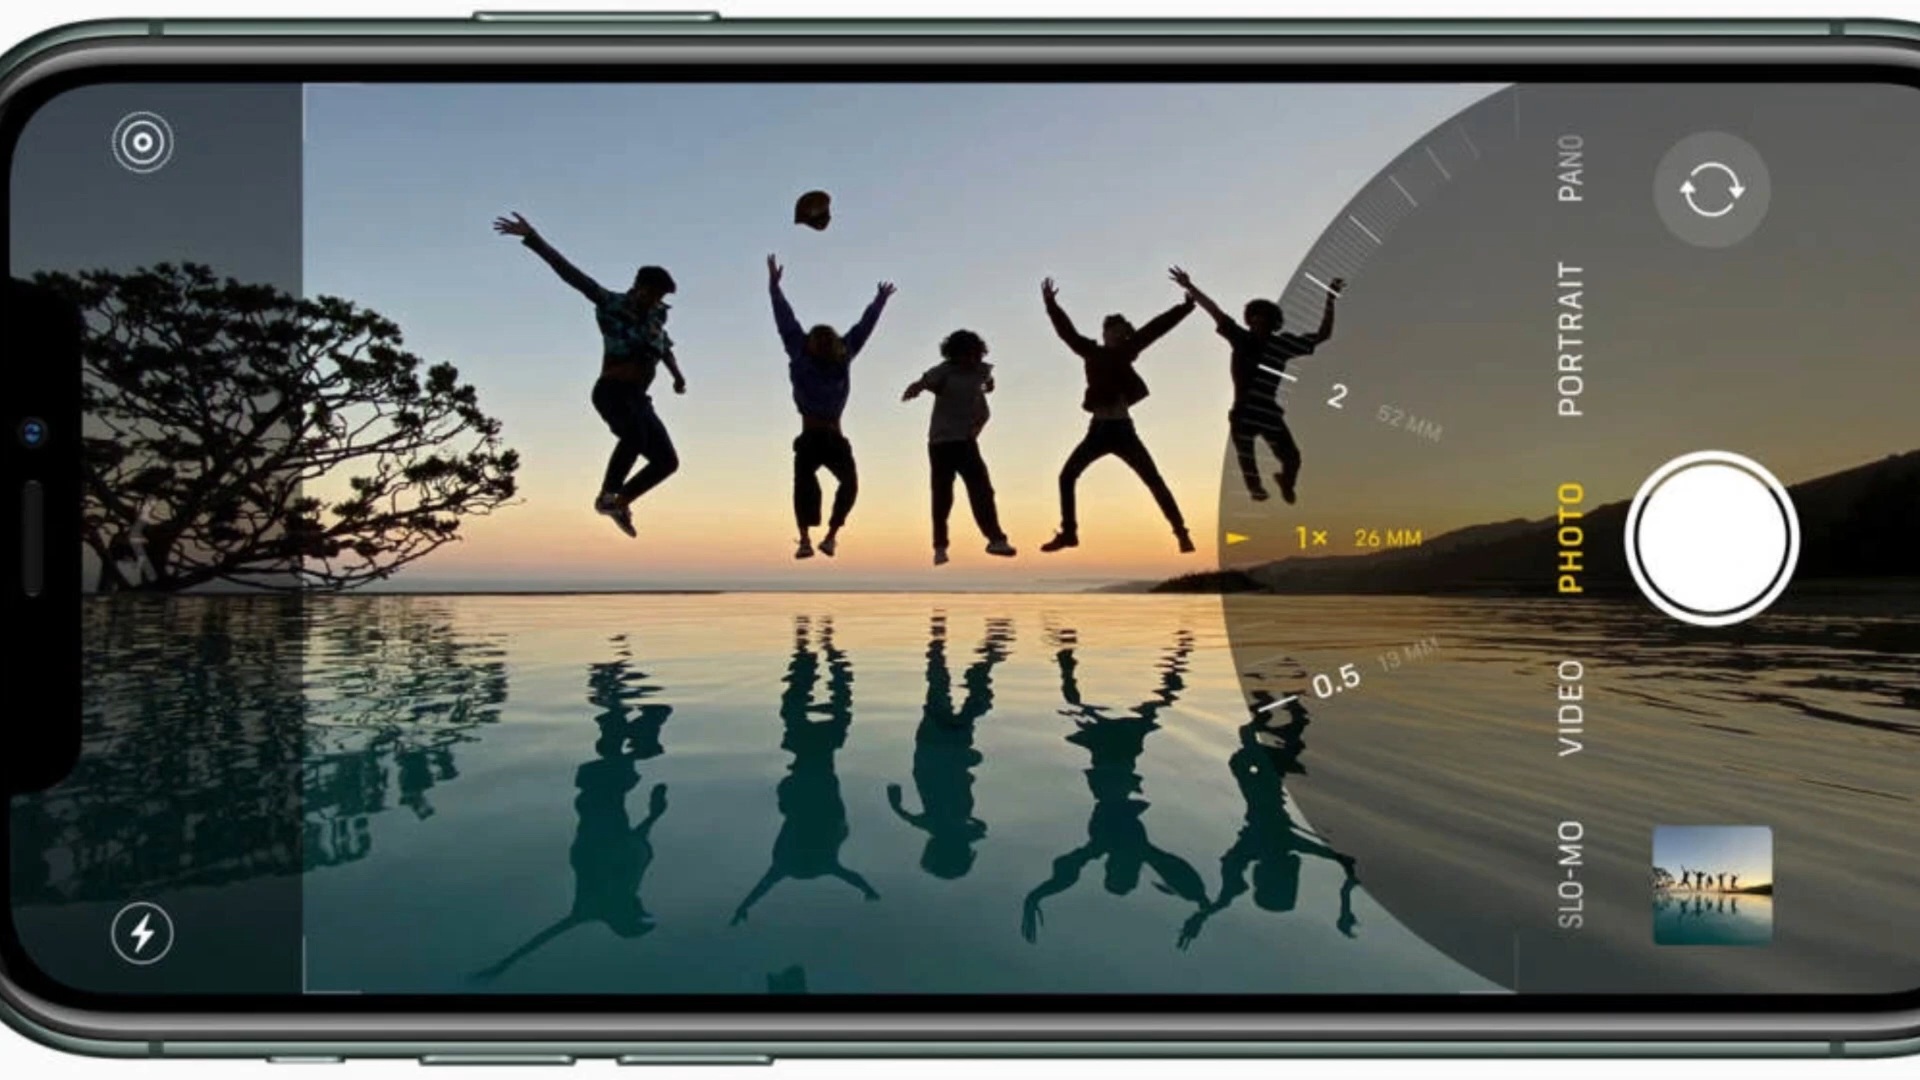 PANO
PORTRAIT
PHOTO
VIDEO
SLO-MO
2 52 MM
1× 26 MM
0.5 13 MM